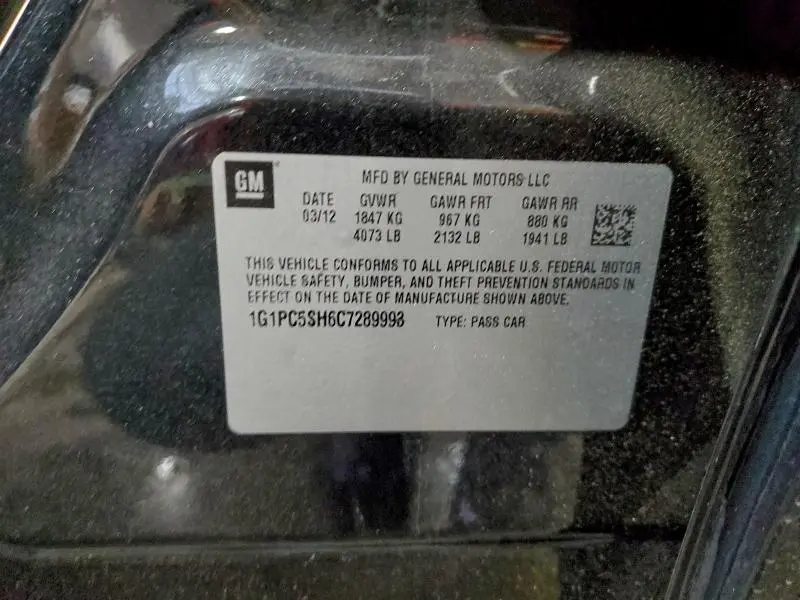 GM
MFD BY GENERAL MOTORS LLC
DATE GVWR GAWR FRT GAWR RR
03/12 1847 KG 967 KG 880 KG
4073 LB 2132 LB 1941 LB
THIS VEHICLE CONFORMS TO ALL APPLICABLE U.S. FEDERAL MOTOR
VEHICLE SAFETY, BUMPER, AND THEFT PREVENTION STANDARDS IN
EFFECT ON THE DATE OF MANUFACTURE SHOWN ABOVE.
1G1PC5SH6C7289993 TYPE: PASS CAR